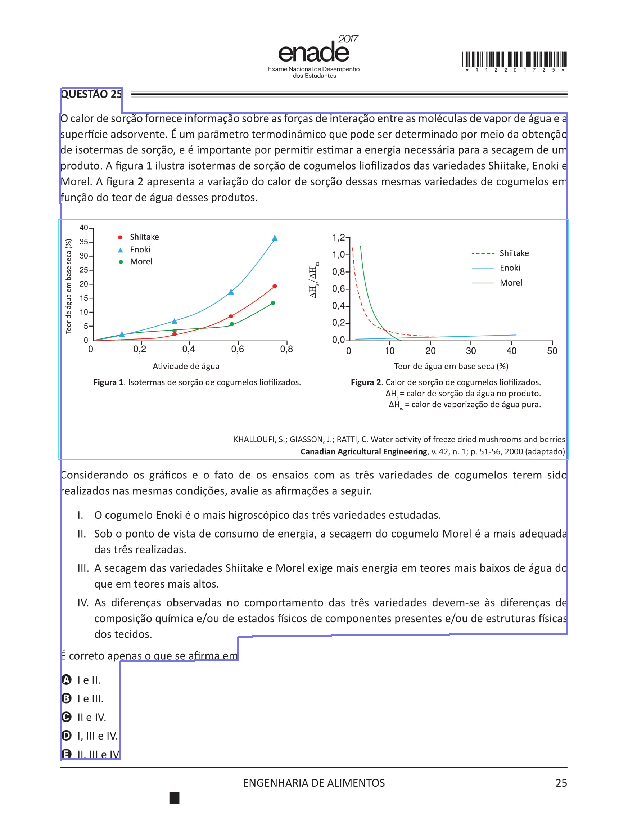 2017
enade
Exame Nacional de Desempenho
dos Estudantes
QUESTÃO 25
O calor de sorção fornece informação sobre as forças de interação entre as moléculas de vapor de água e a
superfície adsorvente. É um parâmetro termodinâmico que pode ser determinado por meio da obtenção
de isotermas de sorção, e é importante por permitir estimar a energia necessária para a secagem de um
produto. A figura 1 ilustra isotermas de sorção de cogumelos liofilizados das variedades Shiitake, Enoki e
Morel. A figura 2 apresenta a variação do calor de sorção dessas mesmas variedades de cogumelos em
função do teor de água desses produtos.
Teor de água em base seca (%)
40
35
30
25
20
15
10
5
0
0 0,2 0,4 0,6 0,8
Shiitake
Enoki
Morel
Atividade de água
Figura 1. Isotermas de sorção de cogumelos liofilizados.
1,2
1,0
0,8
0,6
0,4
0,2
0,0
0 10 20 30 40 50
Shiitake
Enoki
Morel
Teor de água em base seca (%)
Figura 2. Calor de sorção de cogumelos liofilizados.
= calor de sorção da água no produto.
= calor de vaporização de água pura.
KHALLOUFI, S.; GIASSON, J.; RATTI, C. Water activity of freeze dried mushrooms and berries.
Canadian Agricultural Engineering, v. 42, n. 1; p. 51-56, 2000 (adaptado).
Considerando os gráficos e o fato de os ensaios com as três variedades de cogumelos terem sido
realizados nas mesmas condições, avalie as afirmações a seguir.
I. O cogumelo Enoki é o mais higroscópico das três variedades estudadas.
II. Sob o ponto de vista de consumo de energia, a secagem do cogumelo Morel é a mais adequada
das três realizadas.
III. A secagem das variedades Shiitake e Morel exige mais energia em teores mais baixos de água do
que em teores mais altos.
IV. As diferenças observadas no comportamento das três variedades devem-se às diferenças de
composição química e/ou de estados físicos de componentes presentes e/ou de estruturas físicas
dos tecidos.
É correto apenas o que se afirma em
A I e II.
B I e III.
C II e IV.
D I, III e IV.
E II, III e IV
ENGENHARIA DE ALIMENTOS 25